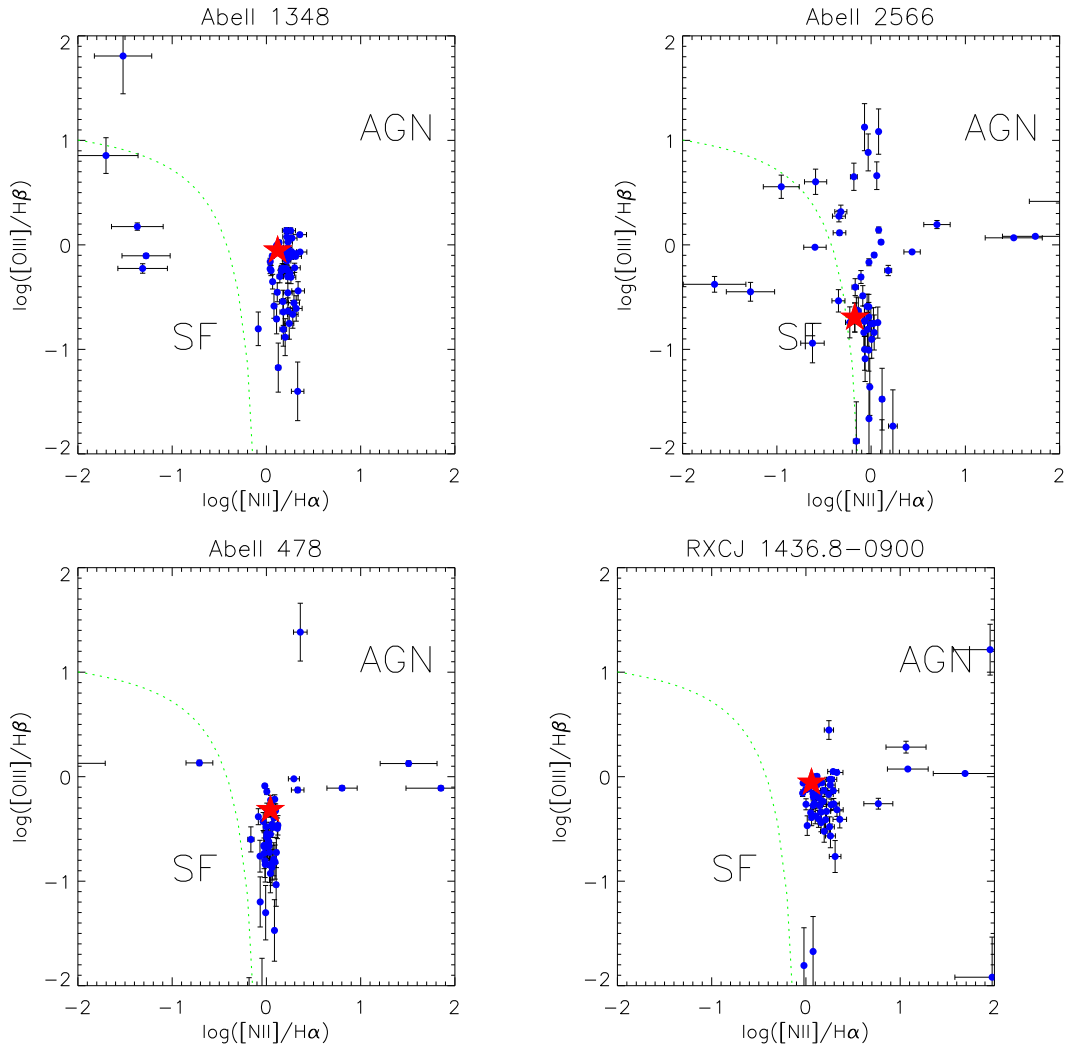 Abell 1348
2
1
0
−1
−2
log([OIII]/Hβ)
AGN
SF
−2 −1 0 1 2
log([NII]/Hα)
Abell 2566
2
1
0
−1
−2
log([OIII]/Hβ)
AGN
SF
−2 −1 0 1 2
log([NII]/Hα)
Abell 478
2
1
0
−1
−2
log([OIII]/Hβ)
AGN
SF
−2 −1 0 1 2
log([NII]/Hα)
RXCJ 1436.8−0900
2
1
0
−1
−2
log([OIII]/Hβ)
AGN
SF
−2 −1 0 1 2
log([NII]/Hα)